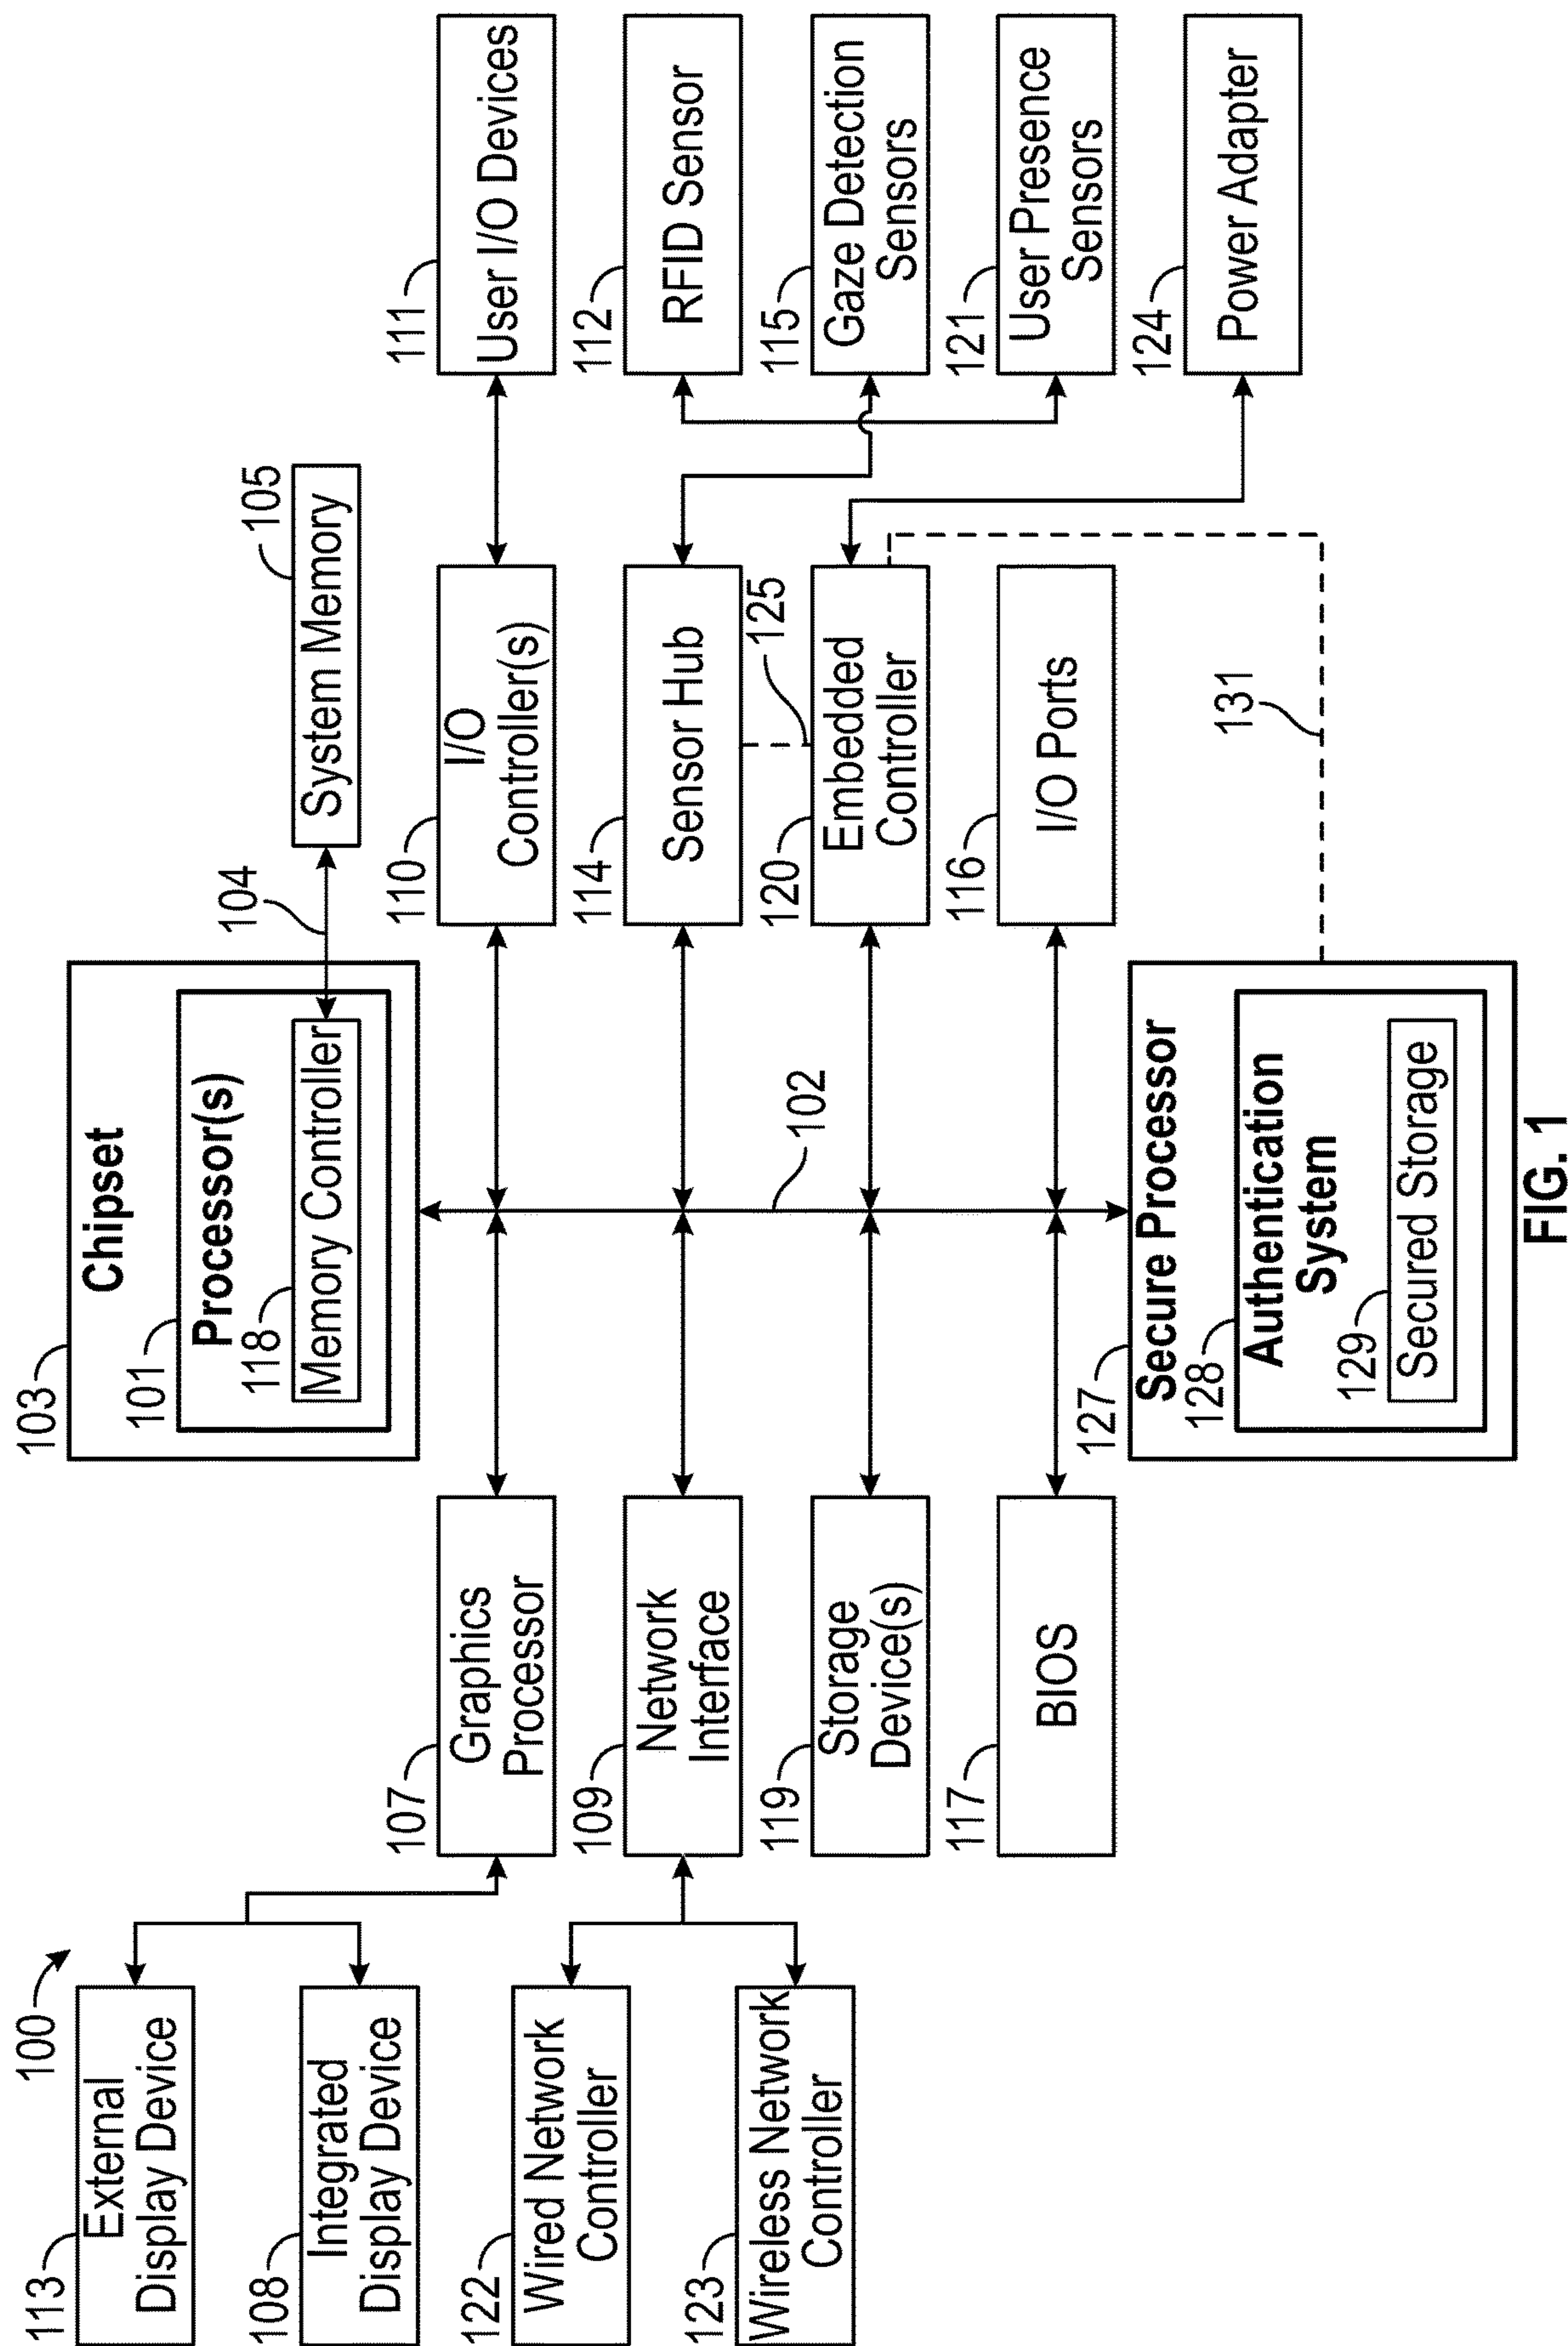 100
113
External
Display Device
108
Integrated
Display Device
122
Wired Network
Controller
123
Wireless Network
Controller
107
Graphics
Processor
109
Network
Interface
119
Storage
Device(s)
117
BIOS
103
Chipset
101
Processor(s)
118
Memory Controller
104
105
System Memory
102
127
Secure Processor
128
Authentication
System
129
Secured Storage
110
I/O
Controller(s)
114
Sensor Hub
125
120
Embedded
Controller
116
I/O Ports
131
111
User I/O Devices
112
RFID Sensor
115
Gaze Detection
Sensors
121
User Presence
Sensors
124
Power Adapter
FIG. 1